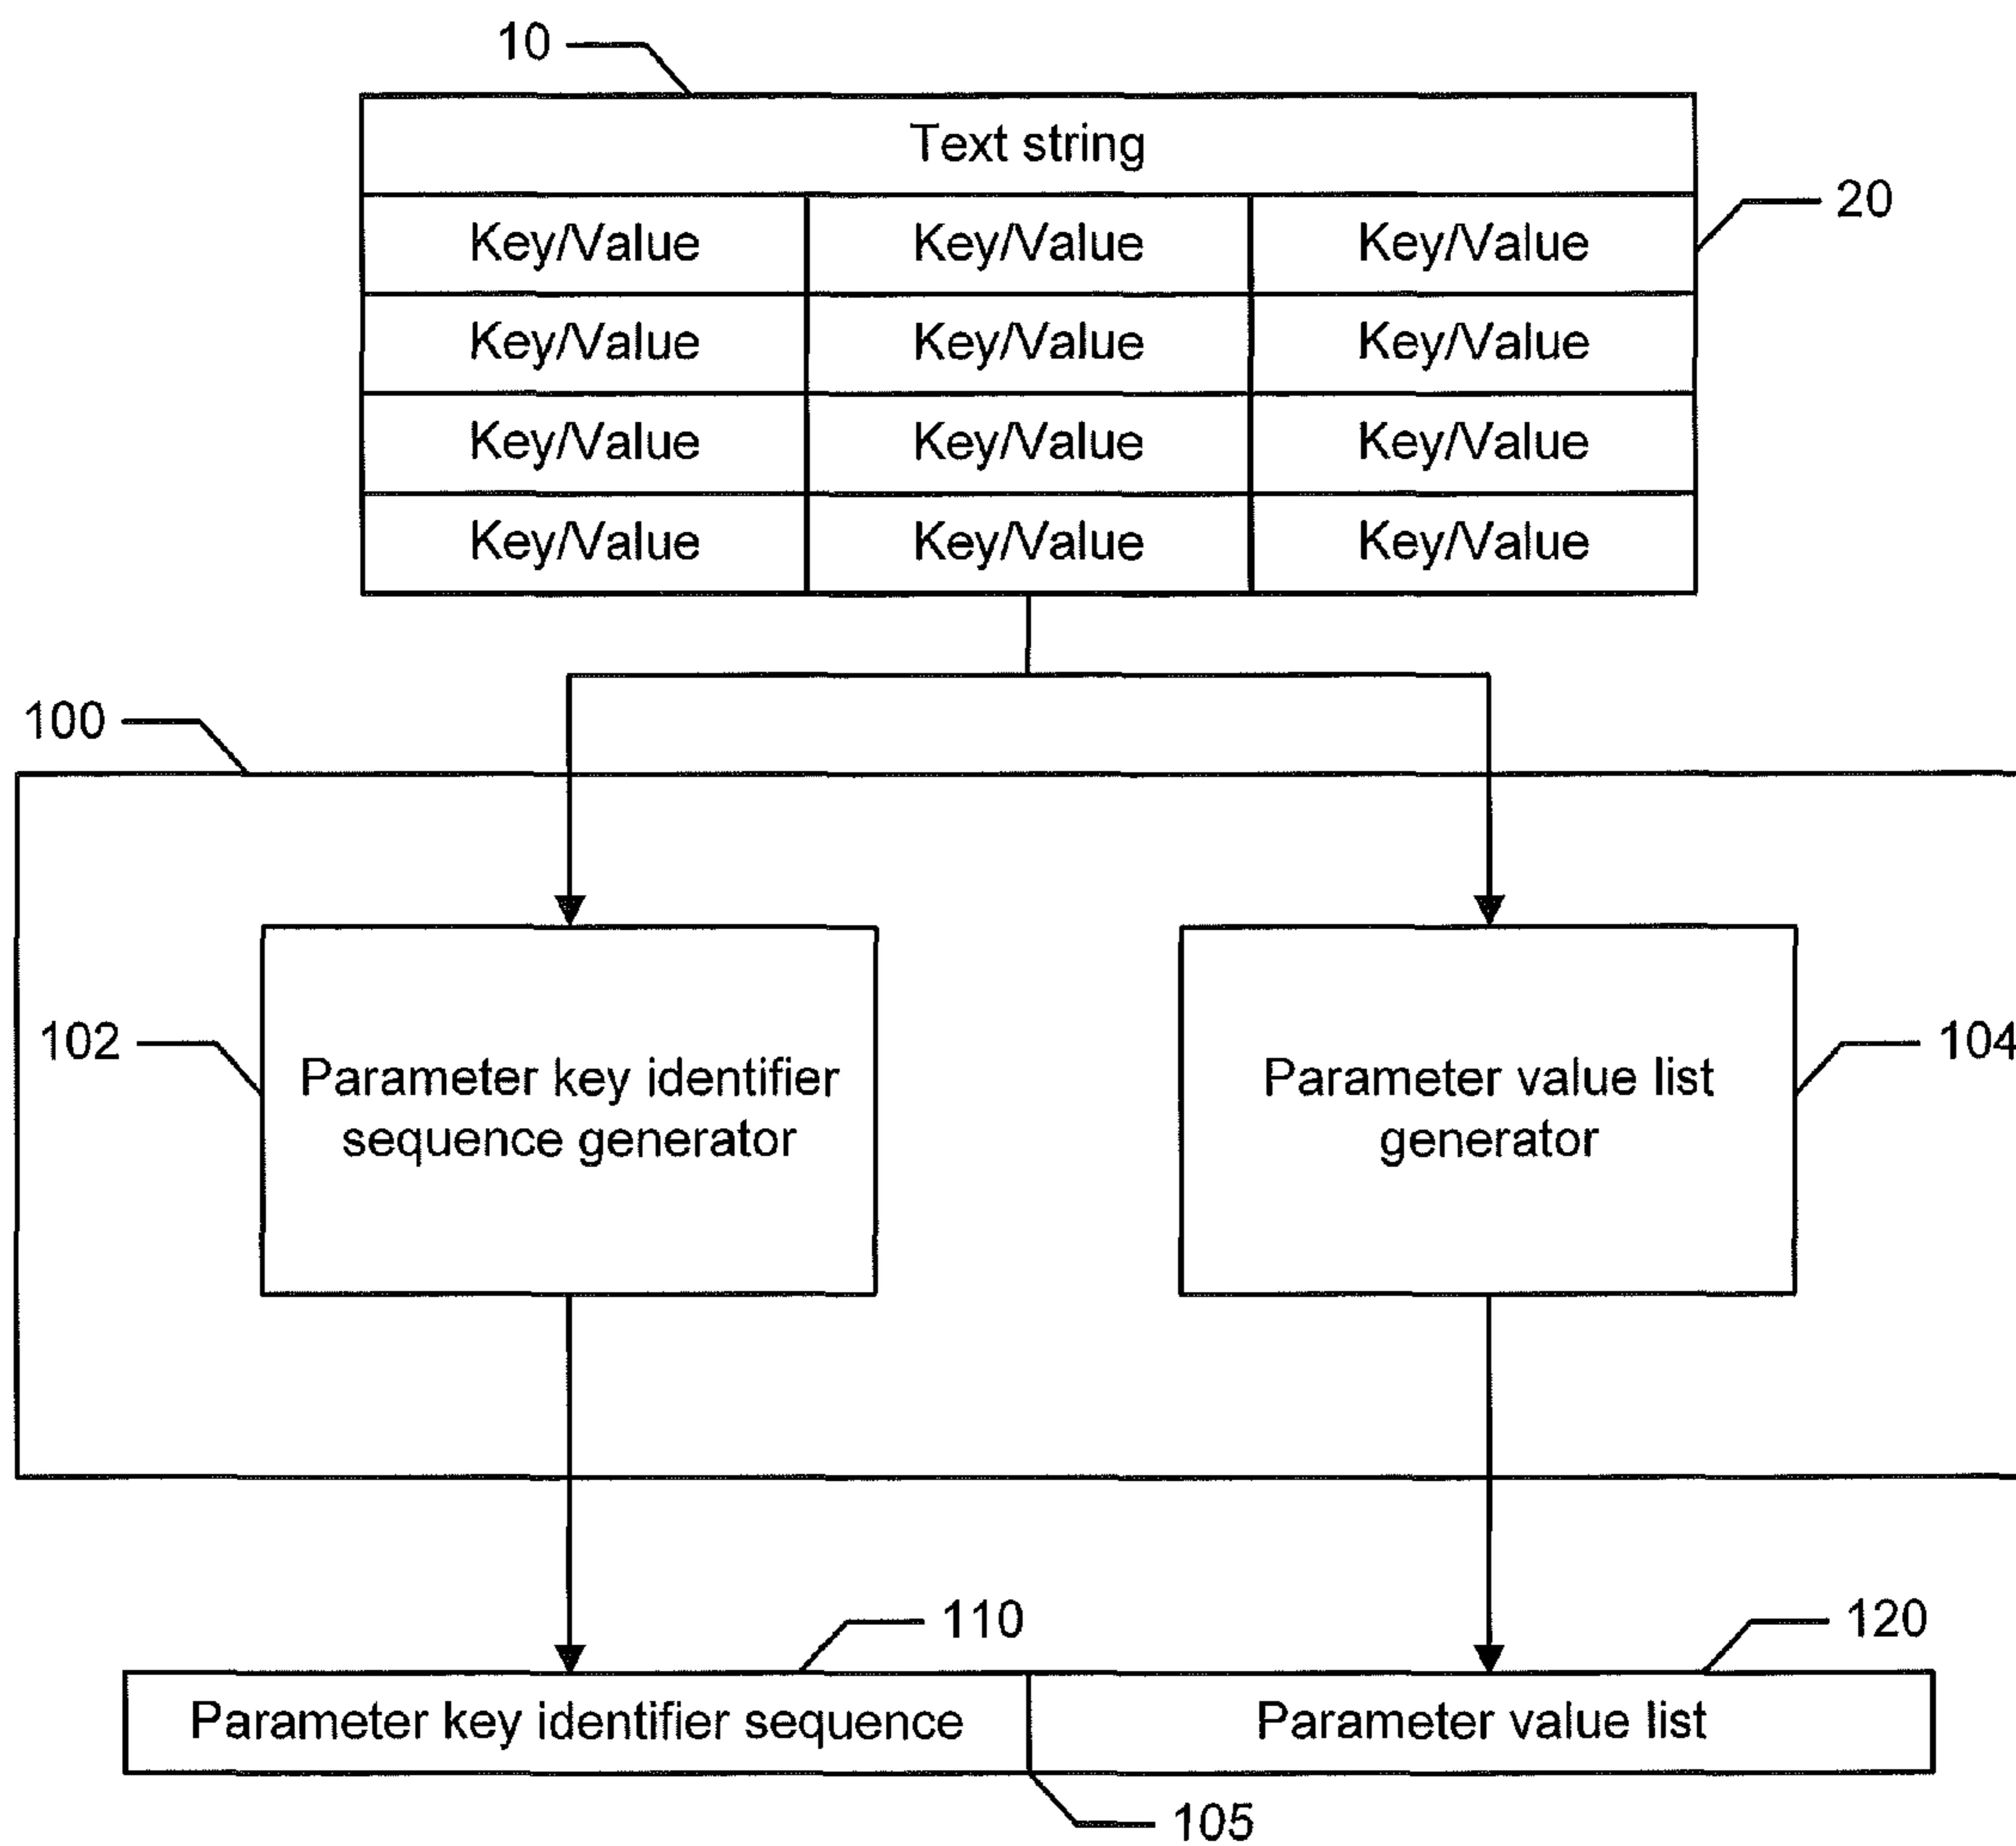 10
Text string
20
Key/Value Key/Value Key/Value
Key/Value Key/Value Key/Value
Key/Value Key/Value Key/Value
Key/Value Key/Value Key/Value
100
102
Parameter key identifier
sequence generator
Parameter value list
generator
104
110
120
Parameter key identifier sequence
Parameter value list
105